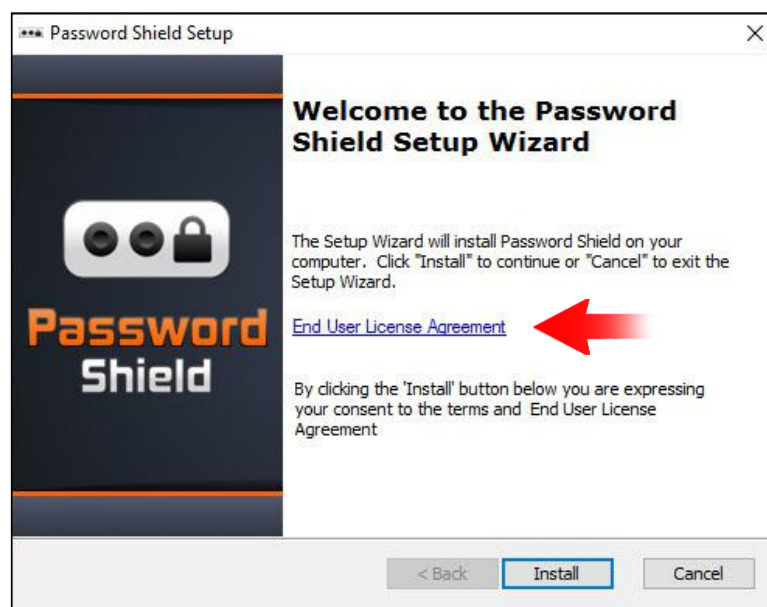 Password Shield Setup
Welcome to the Password
Shield Setup Wizard
The Setup Wizard will install Password Shield on your
computer.  Click "Install" to continue or "Cancel" to exit the
Setup Wizard.
Password
Shield
End User License Agreement
By clicking the 'Install' button below you are expressing
your consent to the terms and  End User License
Agreement
< Back
Install
Cancel